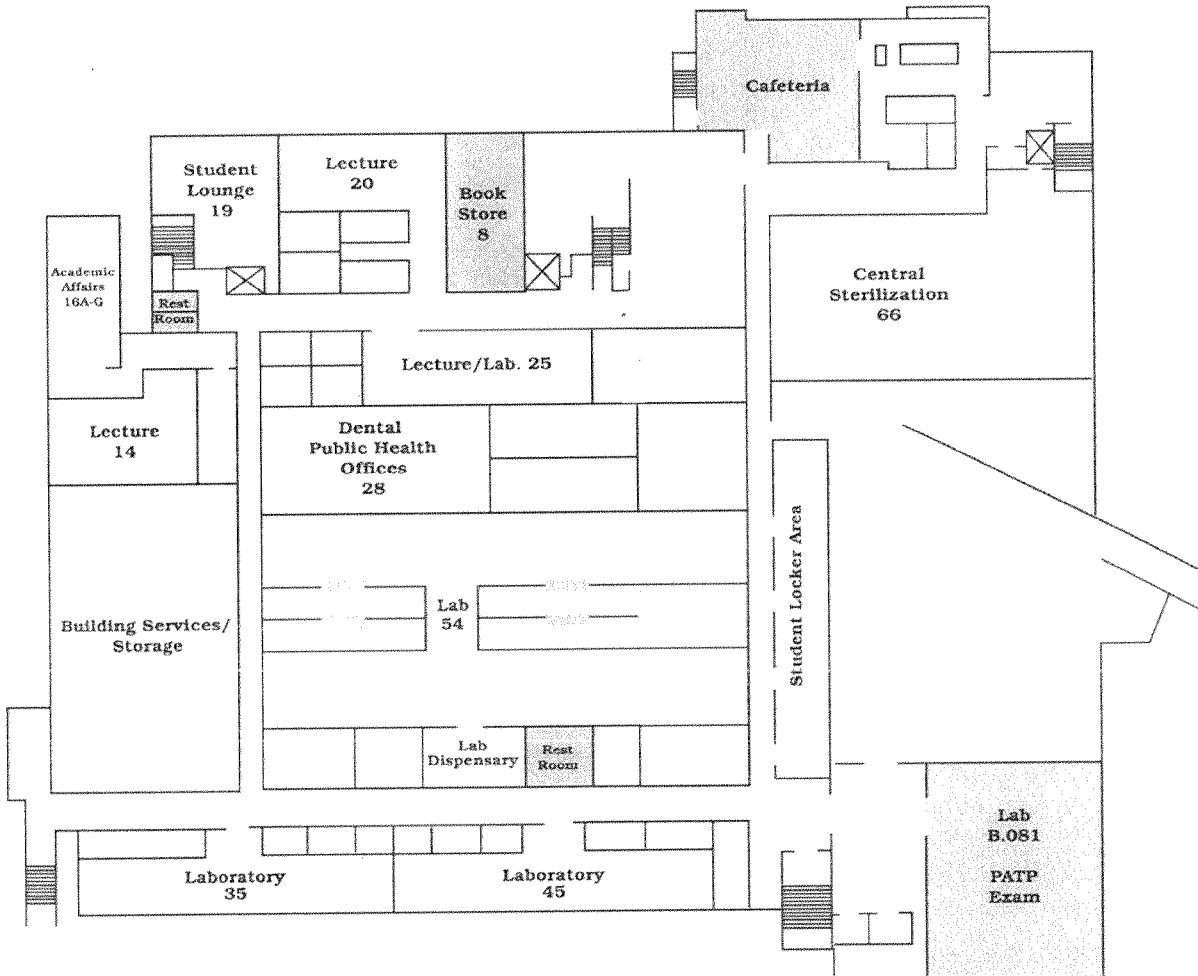 Cafeteria
Student
Lounge
19
Lecture
20
Book
Store
8
Academic
Affairs
16A-G
Rest
Room
Central
Sterilization
66
Lecture/Lab. 25
Lecture
14
Dental
Public Health
Offices
28
Student Locker Area
Lab
54
Building Services/
Storage
Lab
Dispensary
Rest
Room
Lab
B.081
PATP
Exam
Laboratory
35
Laboratory
45